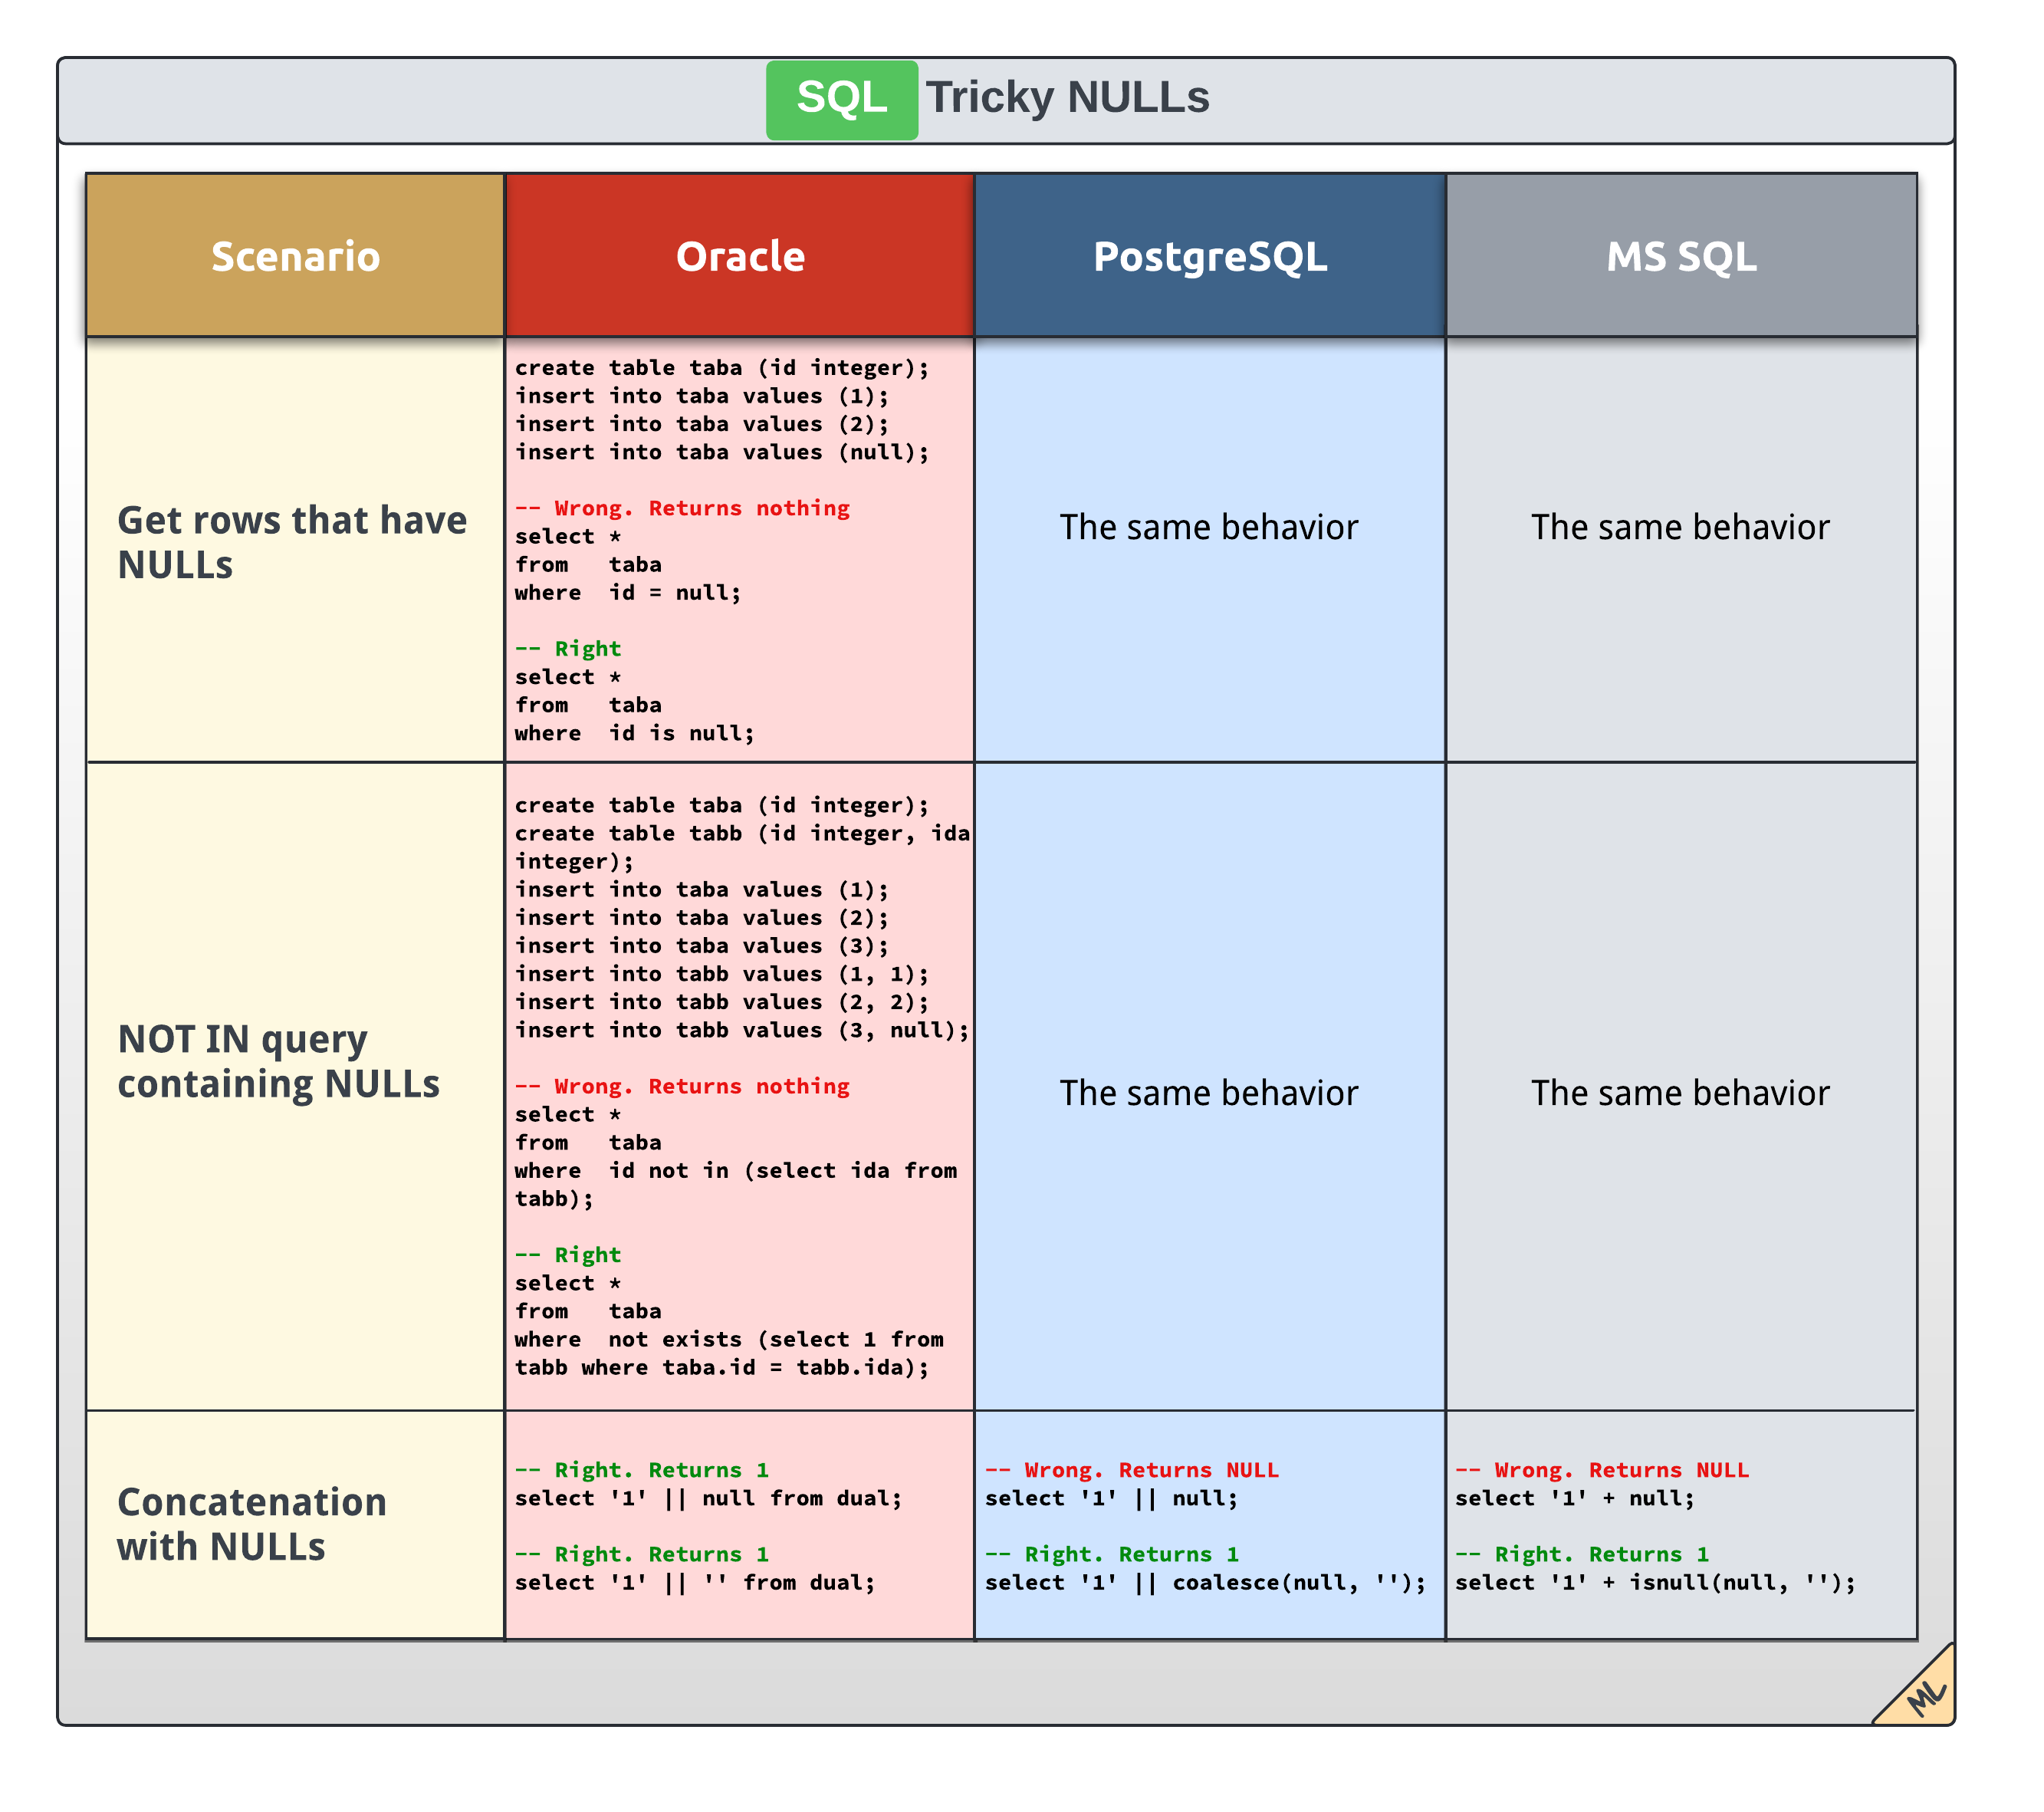 SQL Tricky NULLs
Scenario
Oracle
PostgreSQL
MS SQL
Get rows that have
NULLs
create table taba (id integer);
insert into taba values (1);
insert into taba values (2);
insert into taba values (null);
-- Wrong. Returns nothing
select *
from   taba
where  id = null;
-- Right
select *
from   taba
where  id is null;
The same behavior
The same behavior
NOT IN query
containing NULLs
create table taba (id integer);
create table tabb (id integer, ida
integer);
insert into taba values (1);
insert into taba values (2);
insert into taba values (3);
insert into tabb values (1, 1);
insert into tabb values (2, 2);
insert into tabb values (3, null);
-- Wrong. Returns nothing
select *
from   taba
where  id not in (select ida from
tabb);
-- Right
select *
from   taba
where  not exists (select 1 from
tabb where taba.id = tabb.ida);
The same behavior
The same behavior
Concatenation
with NULLs
-- Right. Returns 1
select '1' || null from dual;
-- Right. Returns 1
select '1' || '' from dual;
-- Wrong. Returns NULL
select '1' || null;
-- Right. Returns 1
select '1' || coalesce(null, '');
-- Wrong. Returns NULL
select '1' + null;
-- Right. Returns 1
select '1' + isnull(null, '');
ML